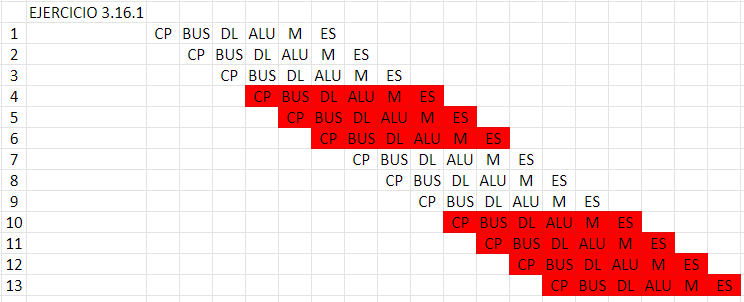 EJERCICIO 3.16.1
1 CP BUS DL ALU M ES
2 CP BUS DL ALU M ES
3 CP BUS DL ALU M ES
4 CP BUS DL ALU M ES
5 CP BUS DL ALU M ES
6 CP BUS DL ALU M ES
7 CP BUS DL ALU M ES
8 CP BUS DL ALU M ES
9 CP BUS DL ALU M ES
10 CP BUS DL ALU M ES
11 CP BUS DL ALU M ES
12 CP BUS DL ALU M ES
13 CP BUS DL ALU M ES